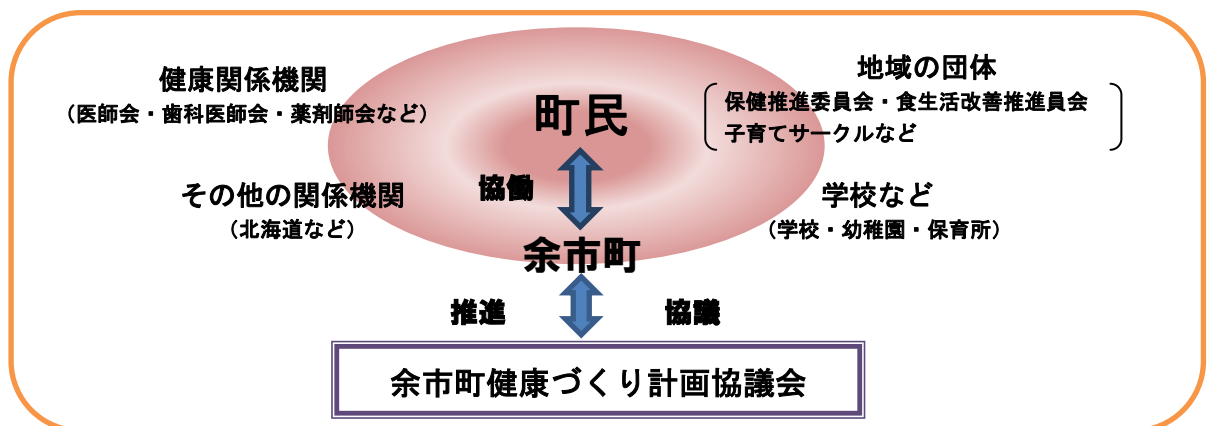 健康関係機関
（医師会・歯科医師会・薬剤師会など）
町民
地域の団体
保健推進委員会・食生活改善推進員会
子育てサークルなど
その他の関係機関
（北海道など）
協働
学校など
（学校・幼稚園・保育所）
余市町
推進
協議
余市町健康づくり計画協議会